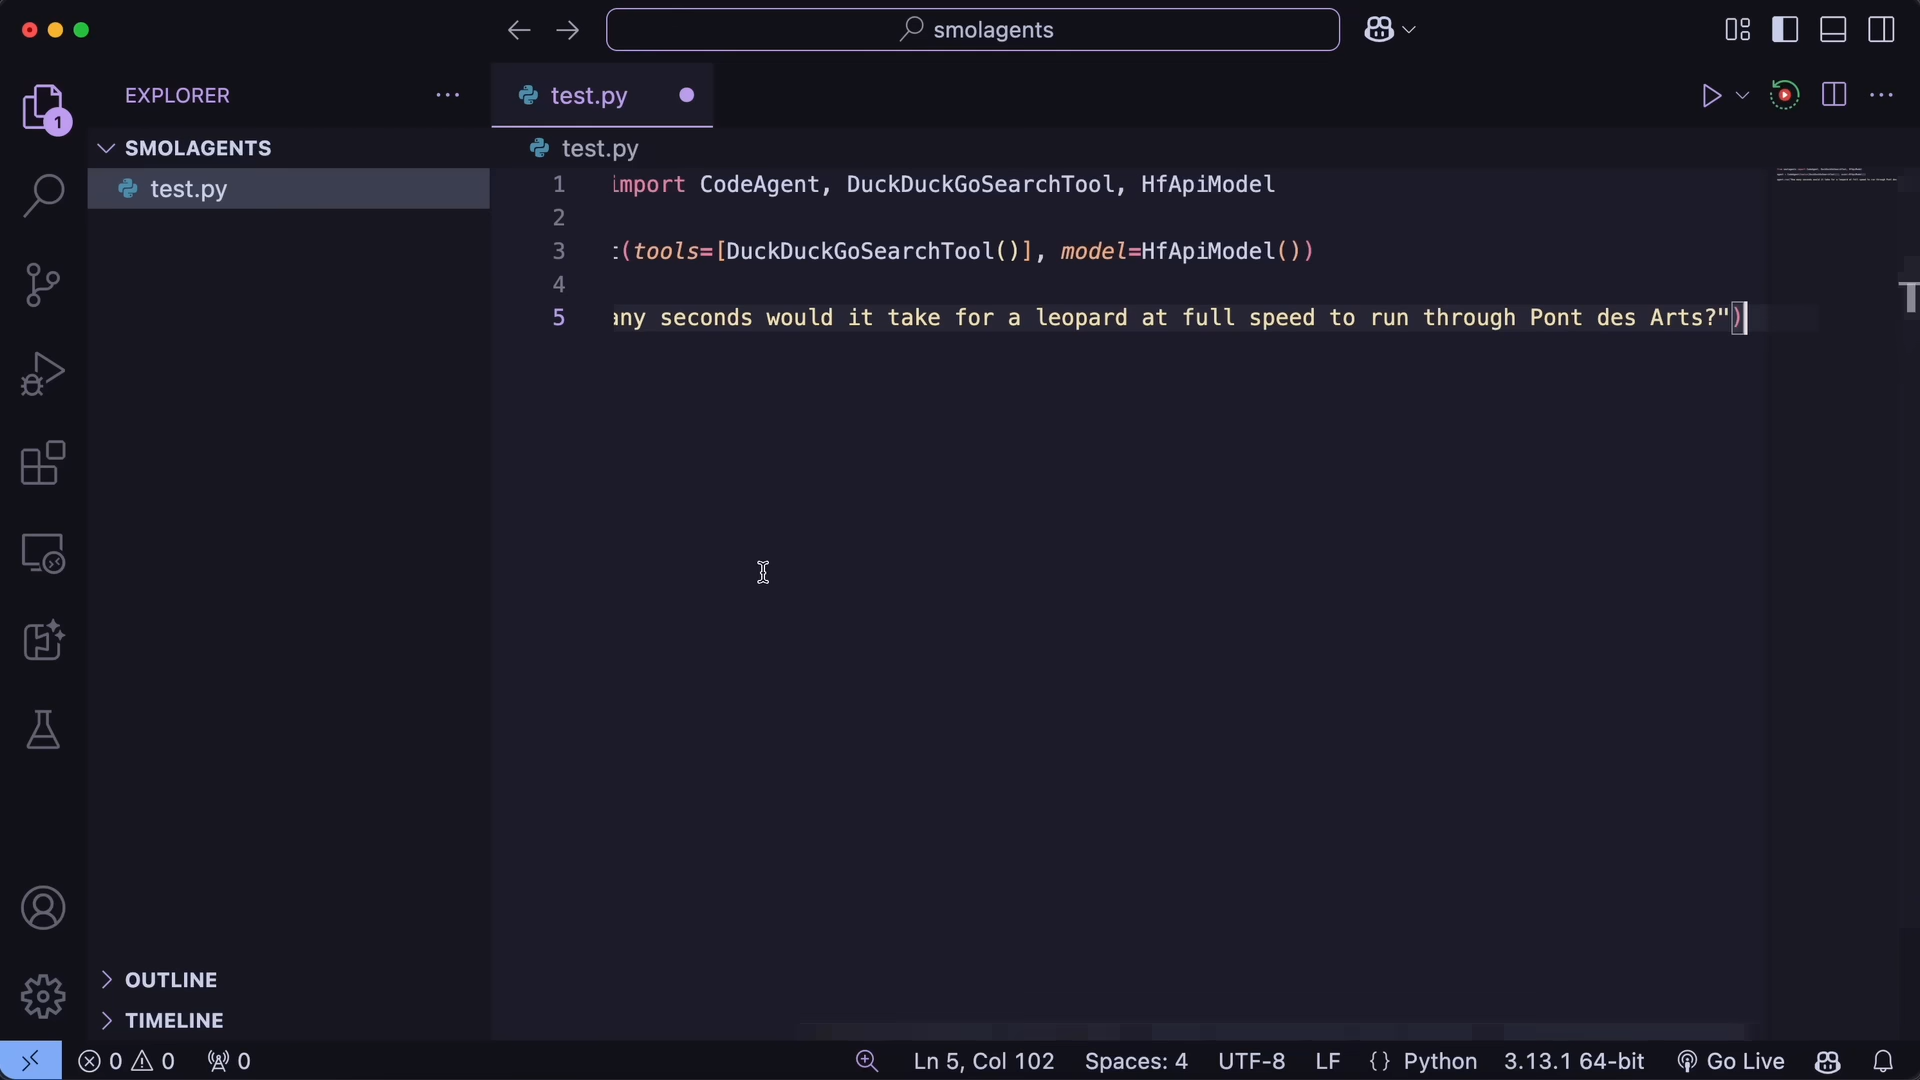 smolagents
EXPLORER
test.py
1
SMOLAGENTS
test.py
test.py
1 import CodeAgent, DuckDuckGoSearchTool, HfApiModel
2
3 (tools=[DuckDuckGoSearchTool()], model=HfApiModel())
4
5 any seconds would it take for a leopard at full speed to run through Pont des Arts?")
OUTLINE
TIMELINE
0 0 0 Ln 5, Col 102 Spaces: 4 UTF-8 LF {} Python 3.13.1 64-bit Go Live